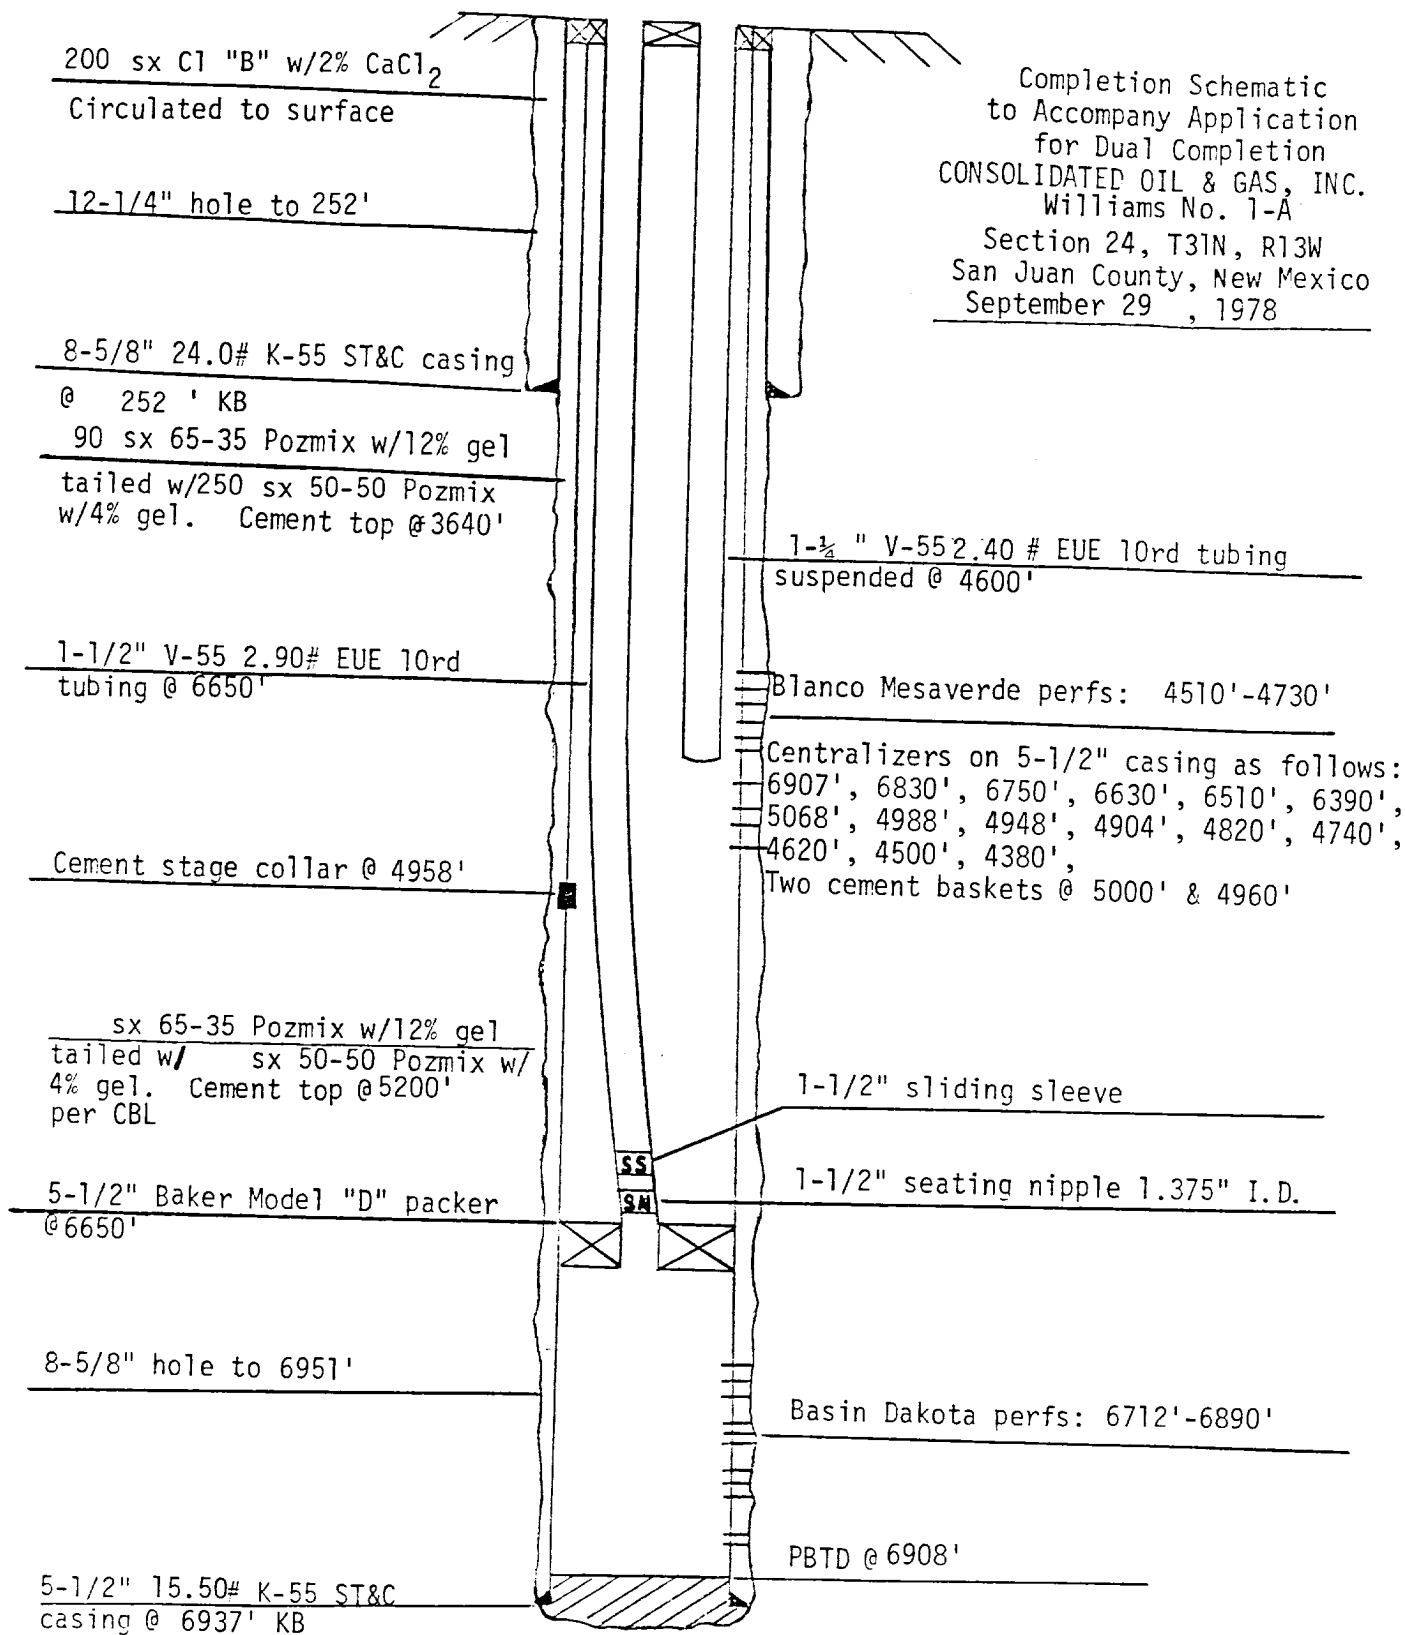 200 sx Cl "B" w/2% CaCl2
Circulated to surface
12-1/4" hole to 252'
8-5/8" 24.0# K-55 ST&C casing
@ 252 ' KB
90 sx 65-35 Pozmix w/12% gel
tailed w/250 sx 50-50 Pozmix
w/4% gel. Cement top @ 3640'
1-1/2" V-55 2.90# EUE 10rd
tubing @ 6650'
Cement stage collar @ 4958'
sx 65-35 Pozmix w/12% gel
tailed w/ sx 50-50 Pozmix w/
4% gel. Cement top @ 5200'
per CBL
5-1/2" Baker Model "D" packer
@ 6650'
8-5/8" hole to 6951'
5-1/2" 15.50# K-55 ST&C
casing @ 6937' KB
SS
SN
Completion Schematic
to Accompany Application
for Dual Completion
CONSOLIDATED OIL & GAS, INC.
Williams No. 1-A
Section 24, T31N, R13W
San Juan County, New Mexico
September 29 , 1978
1-¼ " V-55 2.40 # EUE 10rd tubing
suspended @ 4600'
Blanco Mesaverde perfs: 4510'-4730'
Centralizers on 5-1/2" casing as follows:
6907', 6830', 6750', 6630', 6510', 6390',
5068', 4988', 4948', 4904', 4820', 4740',
4620', 4500', 4380',
Two cement baskets @ 5000' & 4960'
1-1/2" sliding sleeve
1-1/2" seating nipple 1.375" I.D.
Basin Dakota perfs: 6712'-6890'
PBTD @ 6908'